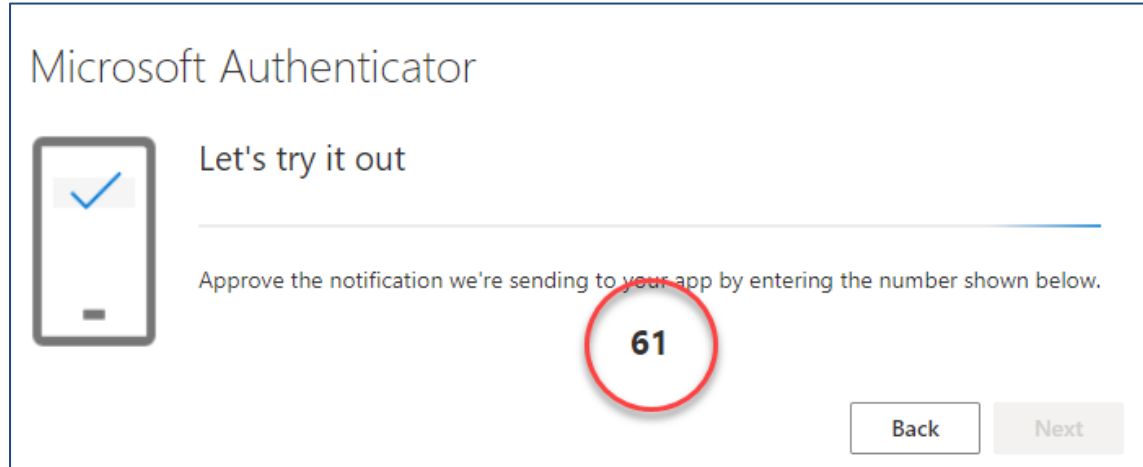 Microsoft Authenticator
Let's try it out
Approve the notification we're sending to your app by entering the number shown below.
61
Back
Next